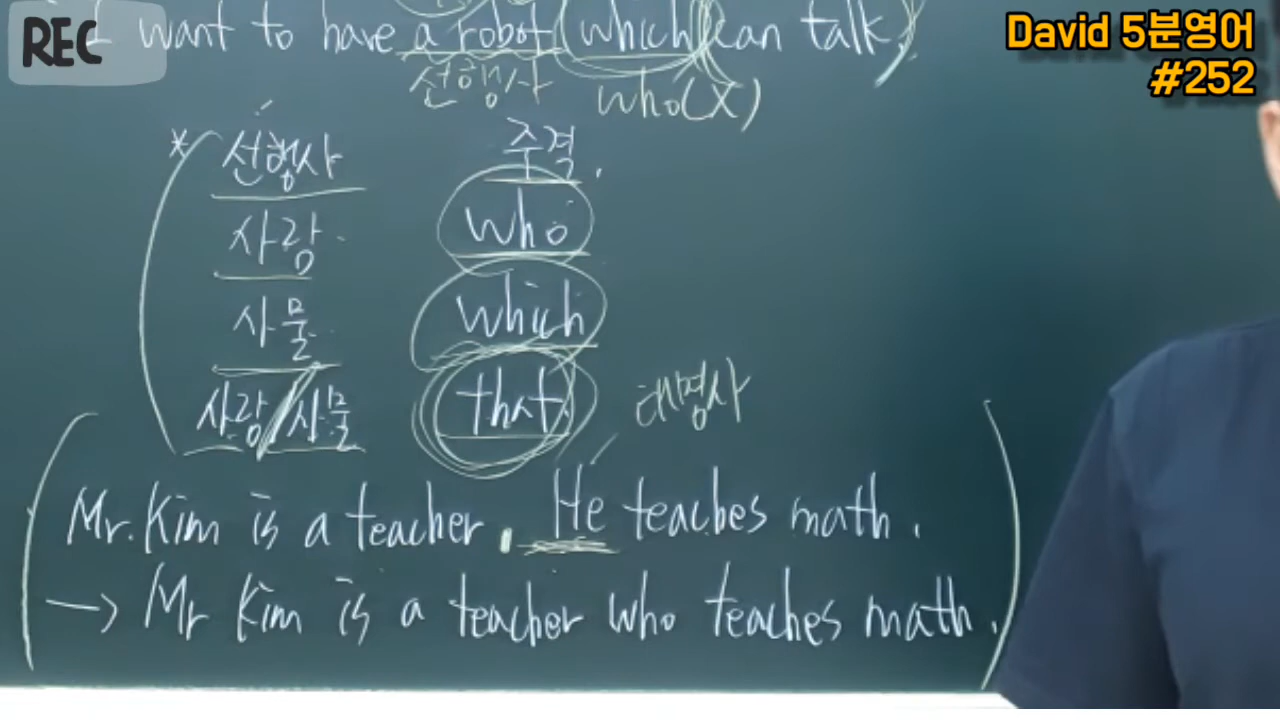 REC
I want to have a robot (which can talk.)
David 5분영어
#252
선행사 who(X)
* 선행사 주격.
사람 who
사물 which
사람/사물 that 대명사
Mr. Kim is a teacher. He teaches math.
→ Mr Kim is a teacher who teaches math.